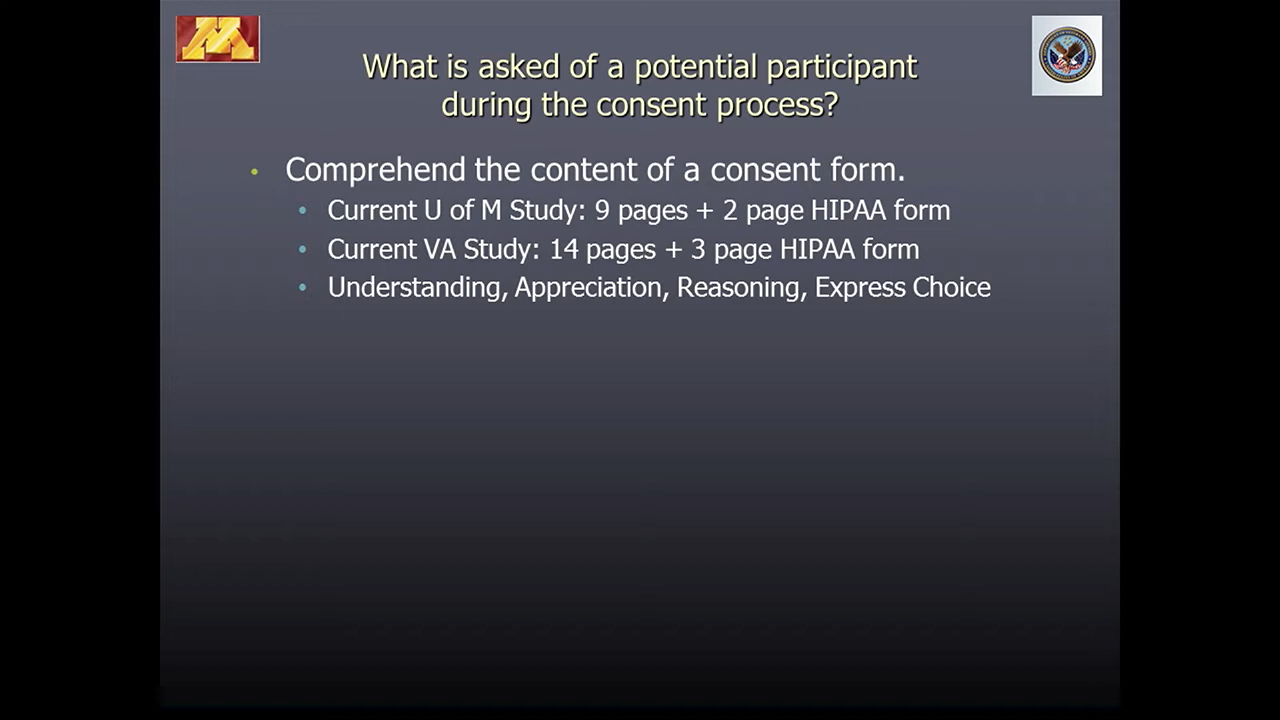 What is asked of a potential participant
during the consent process?
• Comprehend the content of a consent form.
• Current U of M Study: 9 pages + 2 page HIPAA form
• Current VA Study: 14 pages + 3 page HIPAA form
• Understanding, Appreciation, Reasoning, Express Choice